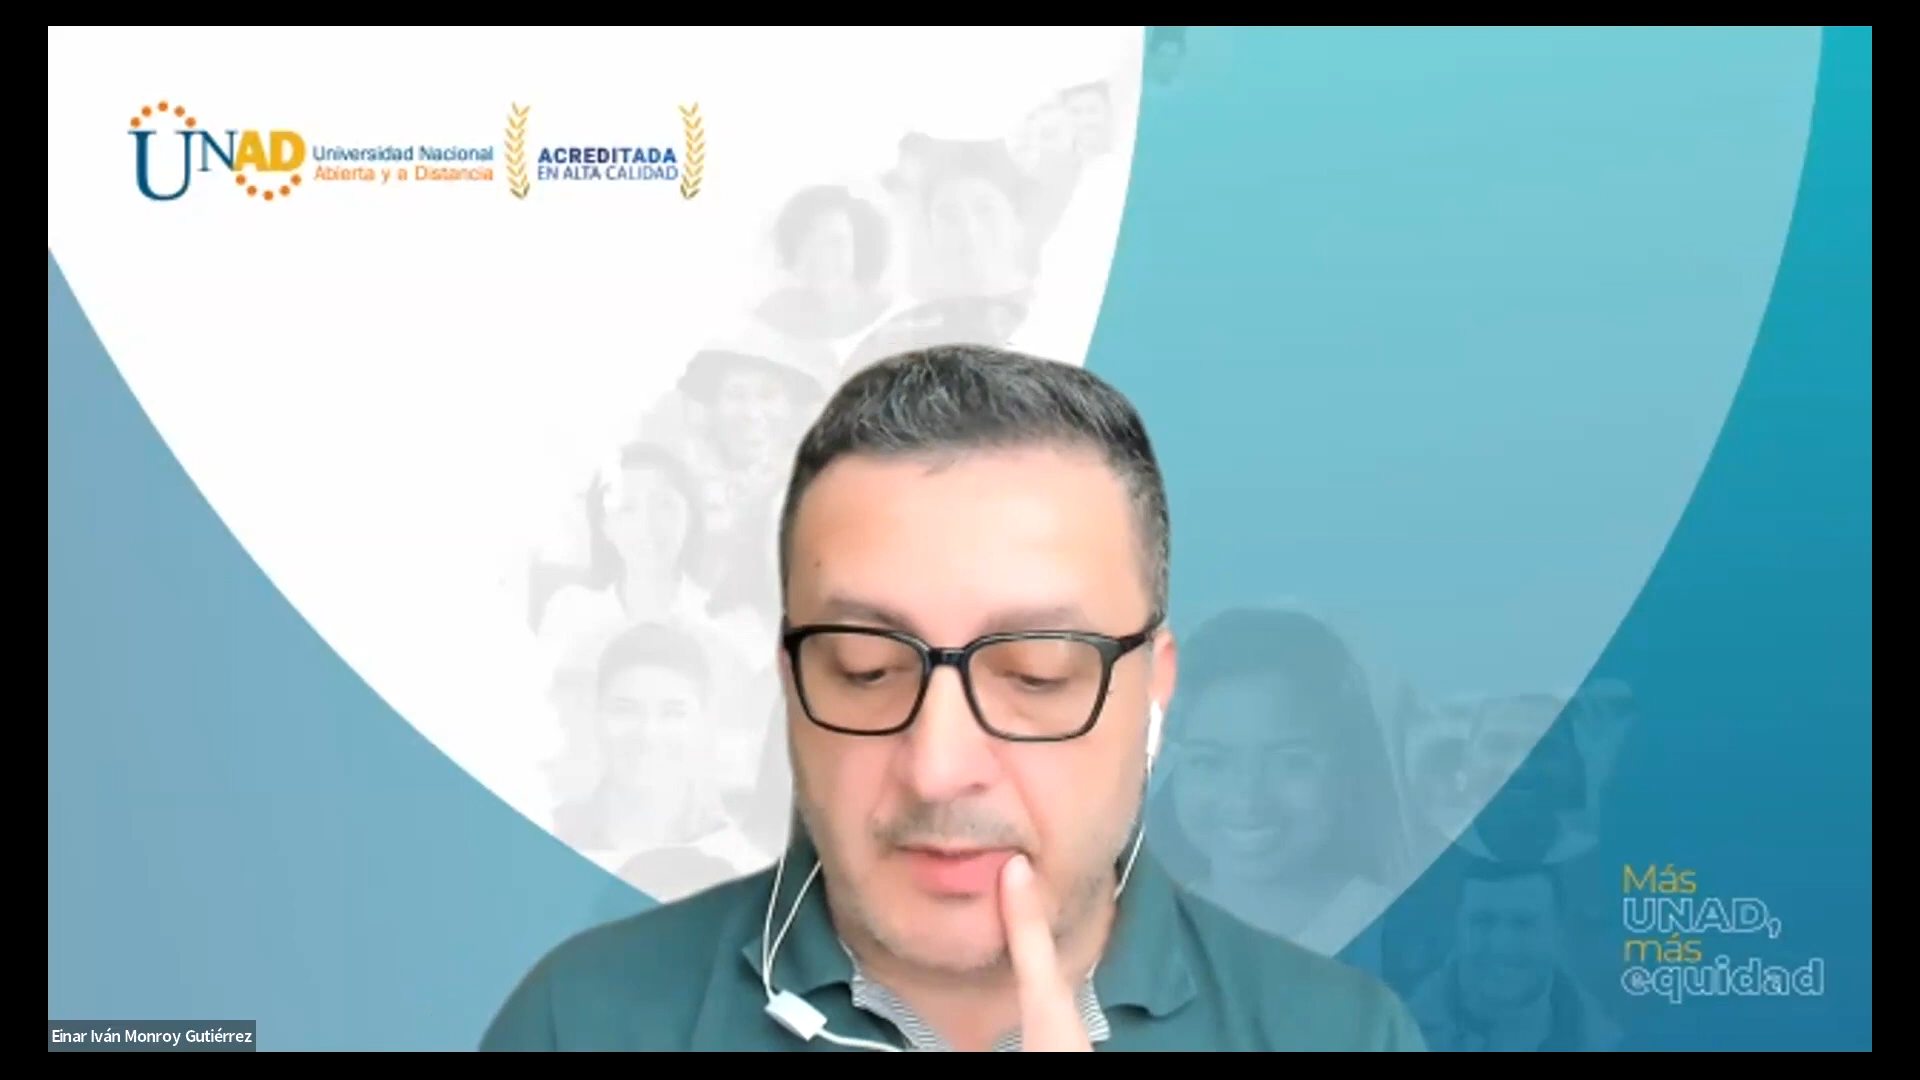 UNAD
Universidad Nacional
Abierta y a Distancia
ACREDITADA
EN ALTA CALIDAD
Más
UNAD,
más
equidad
Einar Iván Monroy Gutiérrez